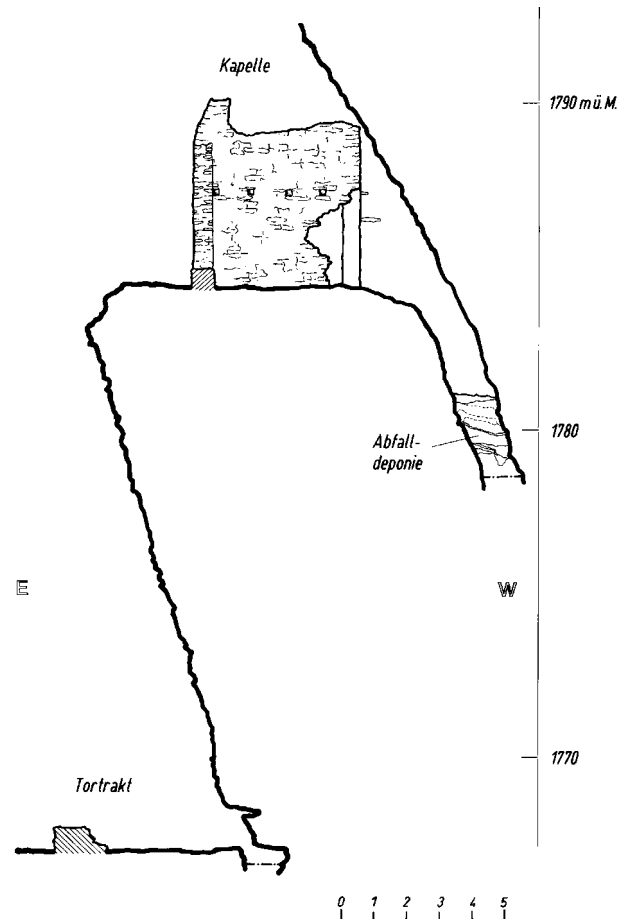 Kapelle
1790 m ü. M.
1780
Abfall-
deponie
E
W
1770
Tortrakt
0 1 2 3 4 5